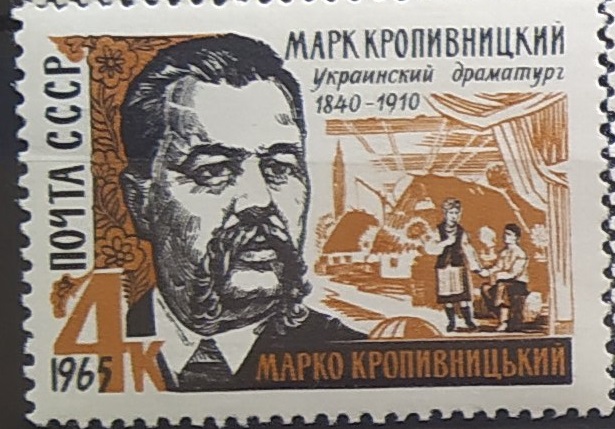 МАРК КРОПИВНИЦКИЙ
Украинский драматург
1840-1910
ПОЧТА СССР
4к
1965
МАРКО КРОПИВНИЦЬКИЙ